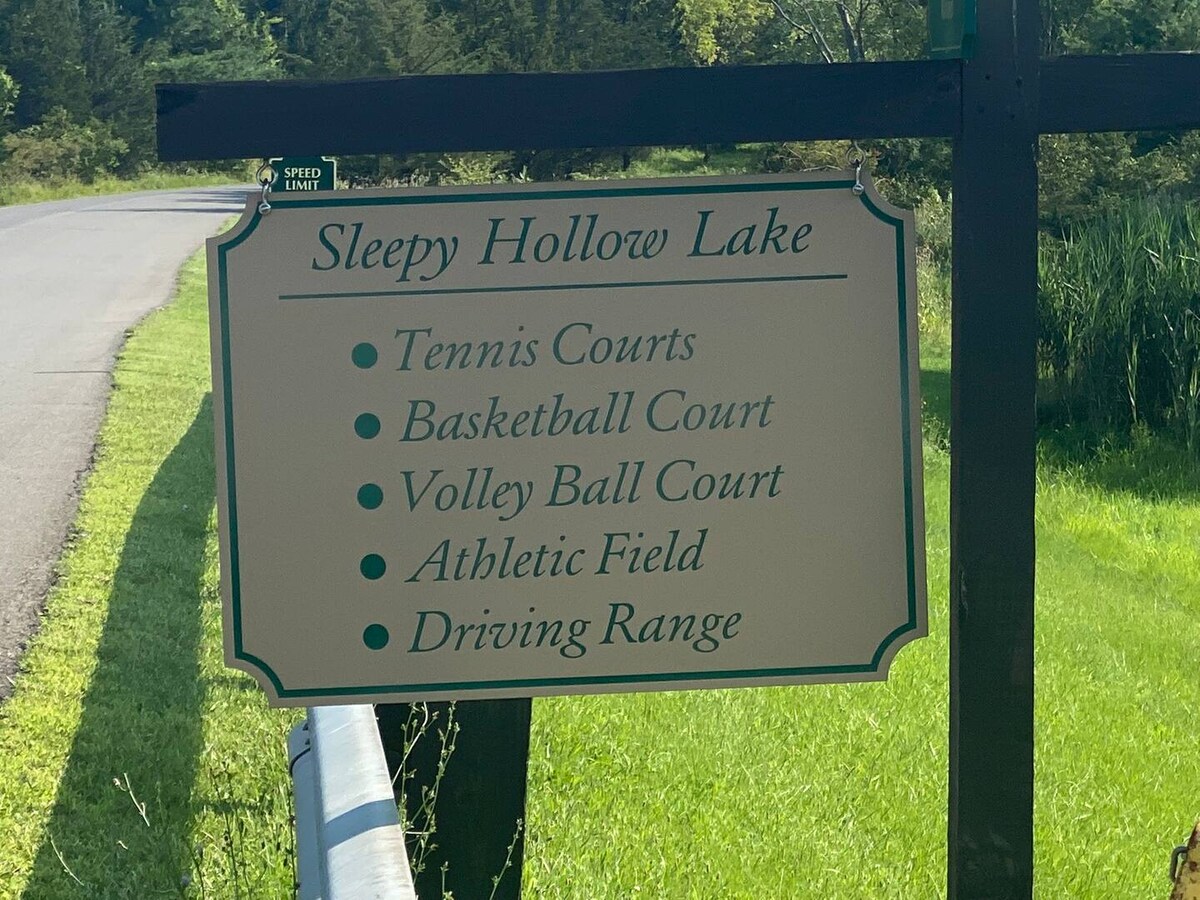 SPEED
LIMIT
Sleepy Hollow Lake
Tennis Courts
Basketball Court
Volley Ball Court
Athletic Field
Driving Range